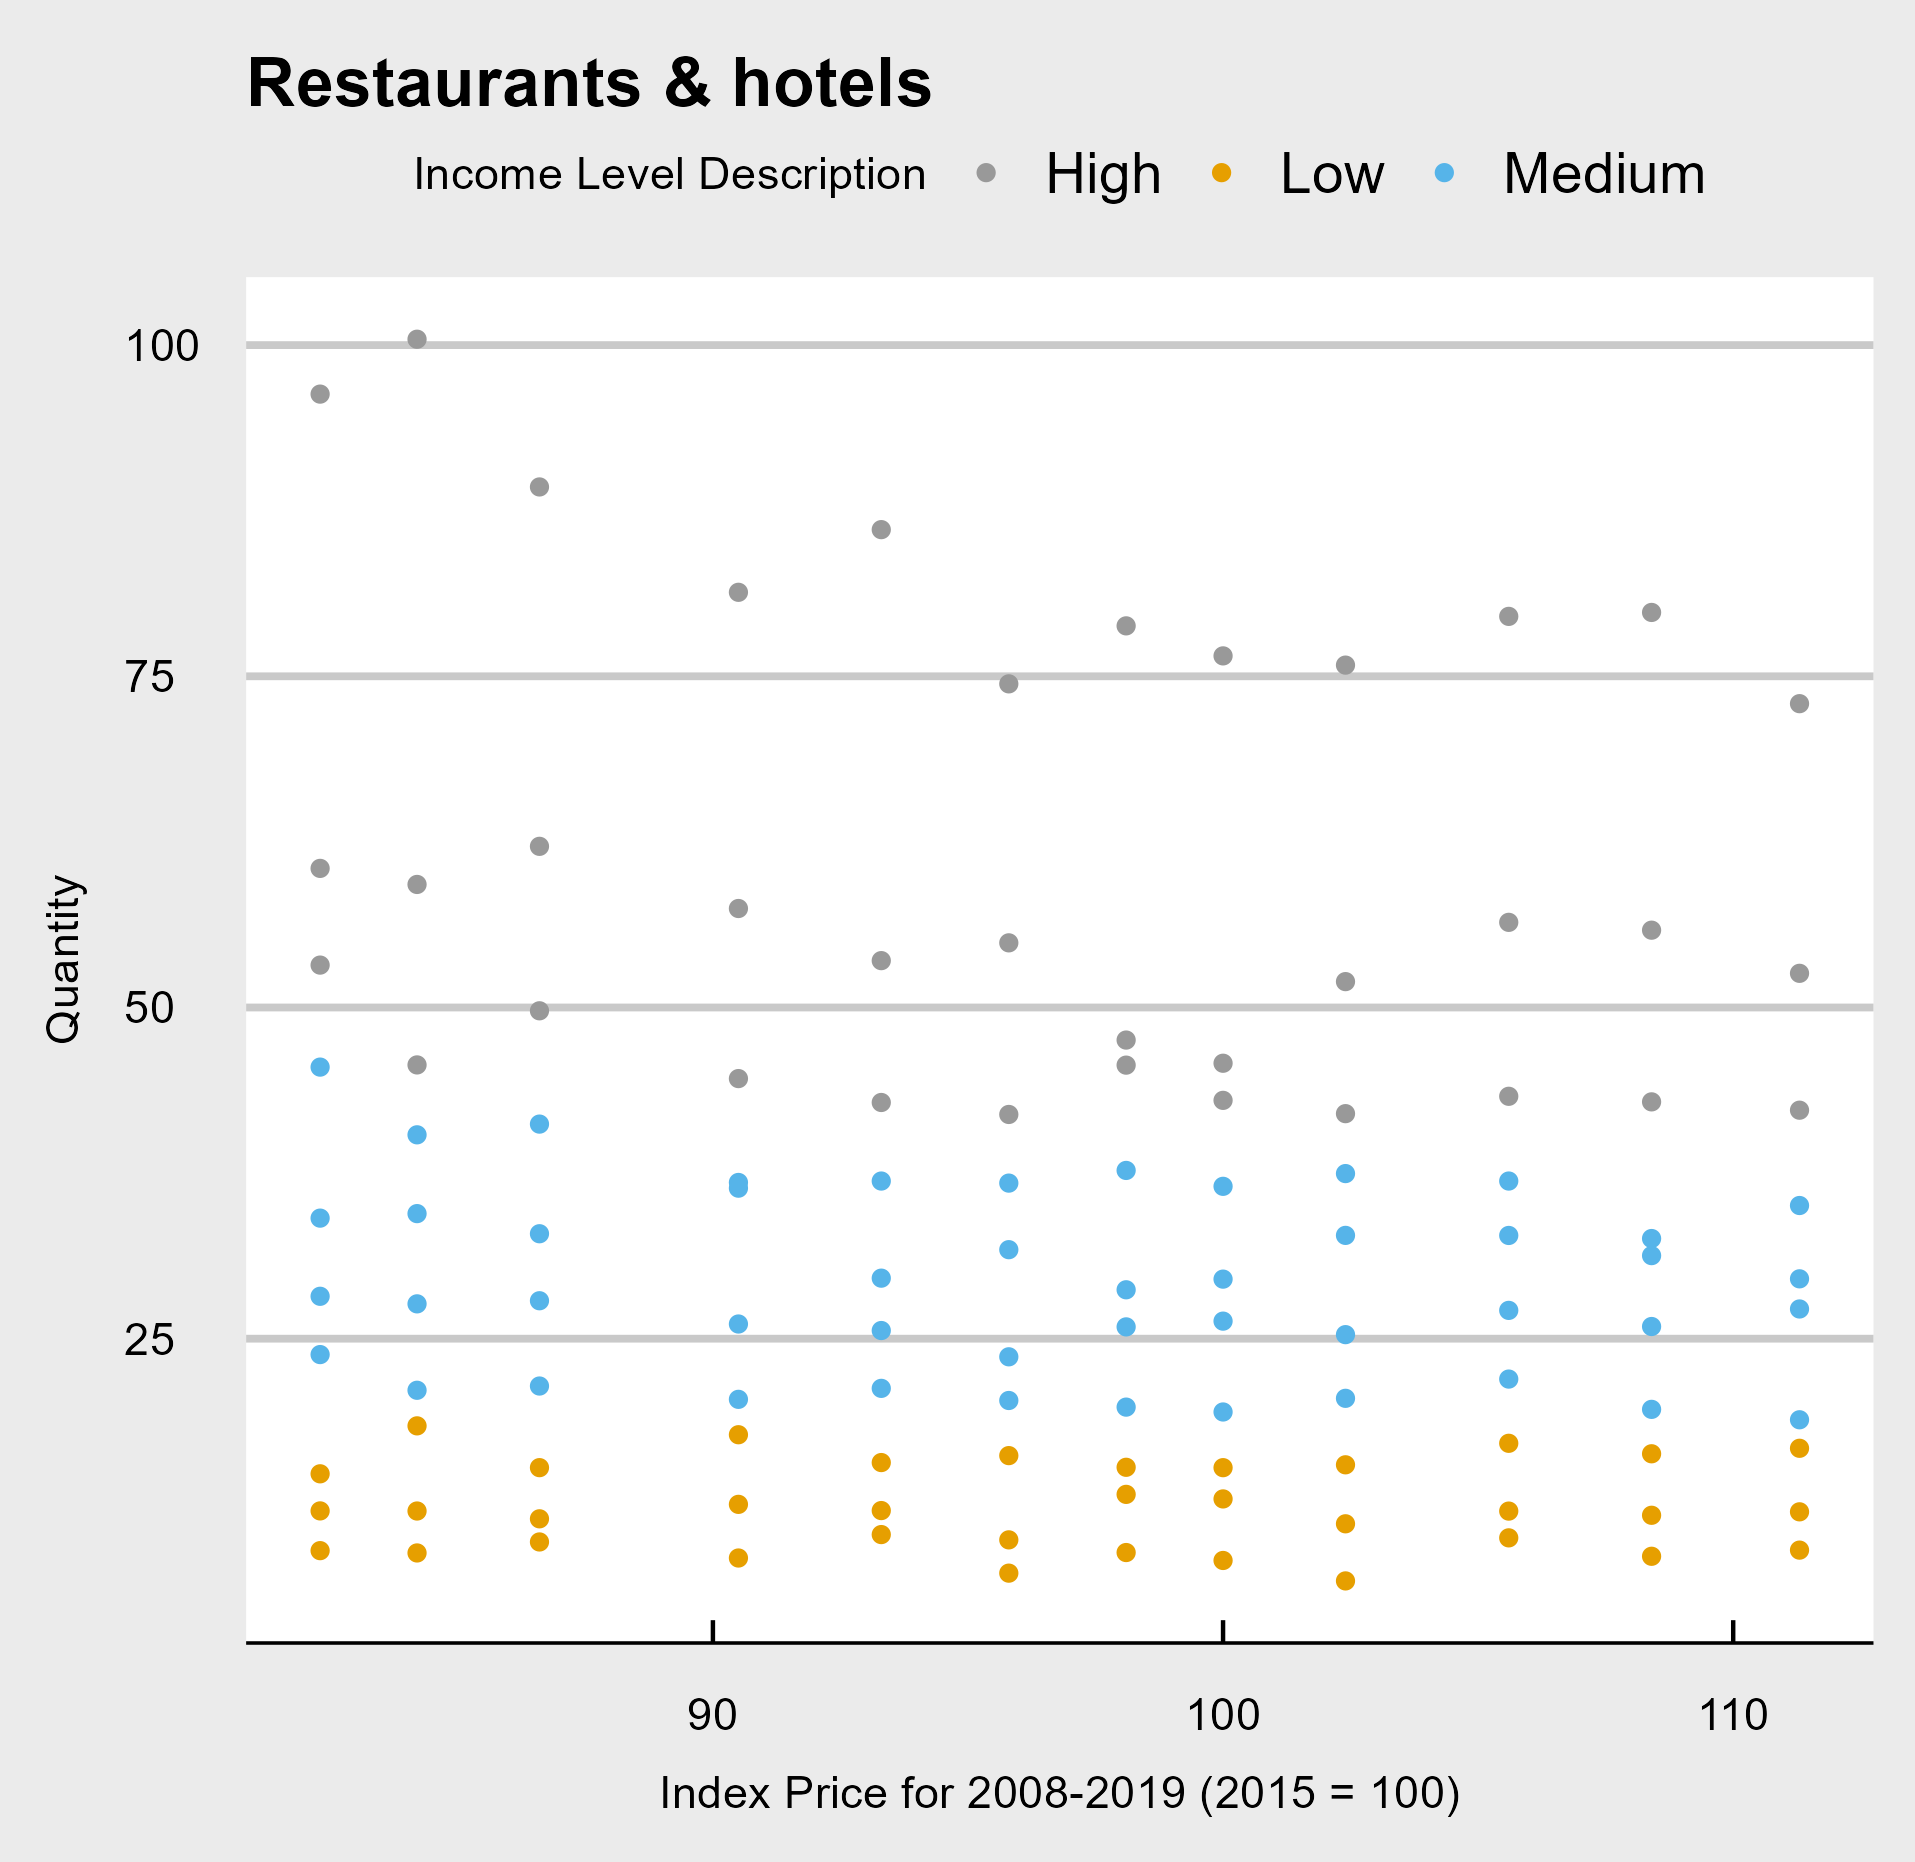 Restaurants & hotels
Income Level Description High Low Medium
100
75
50
25
Quantity
90 100 110
Index Price for 2008-2019 (2015 = 100)